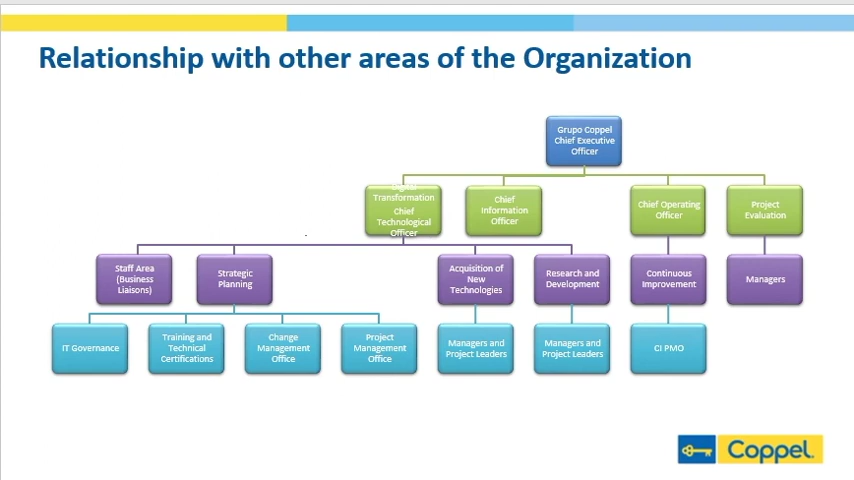 Relationship with other areas of the Organization
Grupo Coppel
Chief Executive
Officer
Digital
Transformation
Chief
Technological
Officer
Chief
Information
Officer
Chief Operating
Officer
Project
Evaluation
Staff Area
(Business
Liaisons)
Strategic
Planning
Acquisition of
New
Technologies
Research and
Development
Continuous
Improvement
Managers
IT Governance
Training and
Technical
Certifications
Change
Management
Office
Project
Management
Office
Managers and
Project Leaders
Managers and
Project Leaders
CI PMO
Coppel.